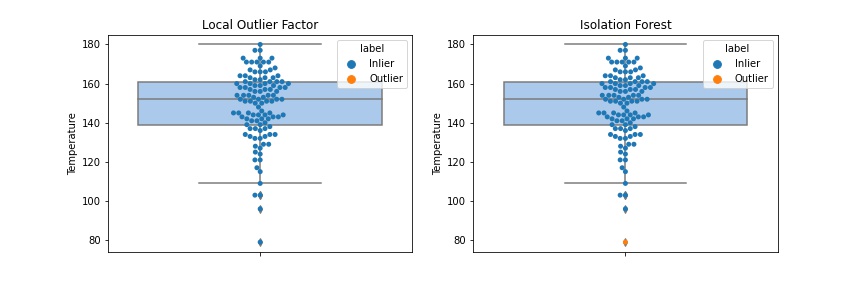 Local Outlier Factor
180
160
140
120
100
80
Temperature
label
Inlier
Outlier
Isolation Forest
180
160
140
120
100
80
Temperature
label
Inlier
Outlier